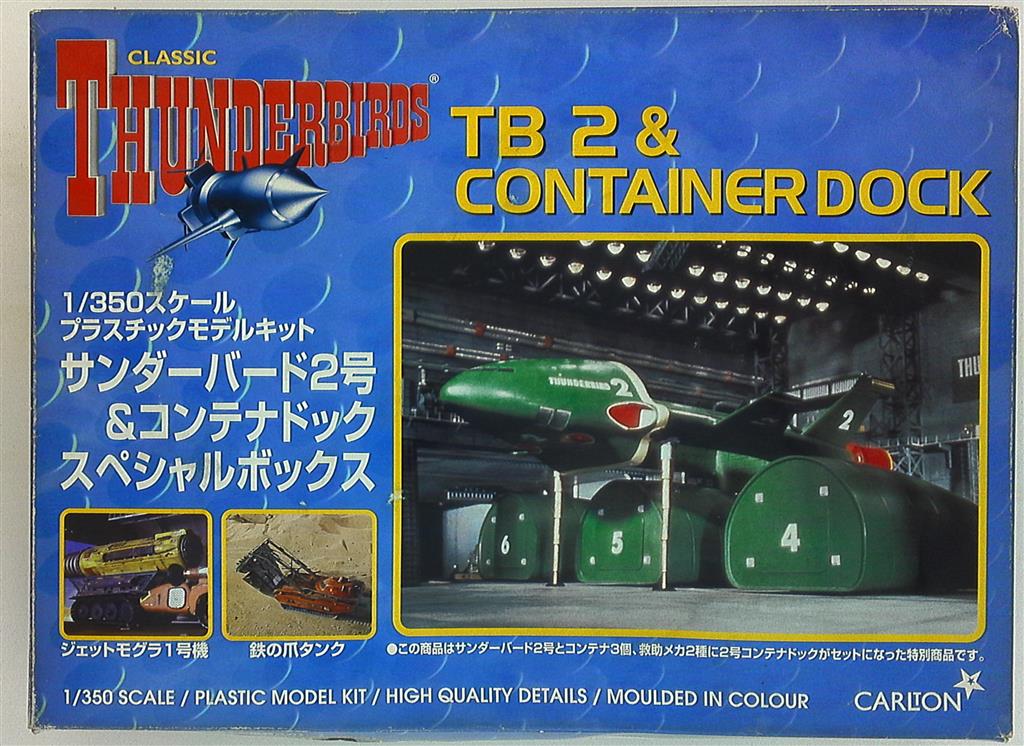 CLASSIC
THUNDERBIRDS®
TB 2 &
CONTAINER DOCK
1/350スケール
プラスチックモデルキット
サンダーバード2号
&コンテナドック
スペシャルボックス
THUNDERBIRD 2
2
THU
6
5
4
ジェットモグラ1号機
鉄の爪タンク
●この商品はサンダーバード2号とコンテナ3個、救助メカ2種に2号コンテナドックがセットになった特別商品です。
1/350 SCALE / PLASTIC MODEL KIT / HIGH QUALITY DETAILS / MOULDED IN COLOUR
CARLTON